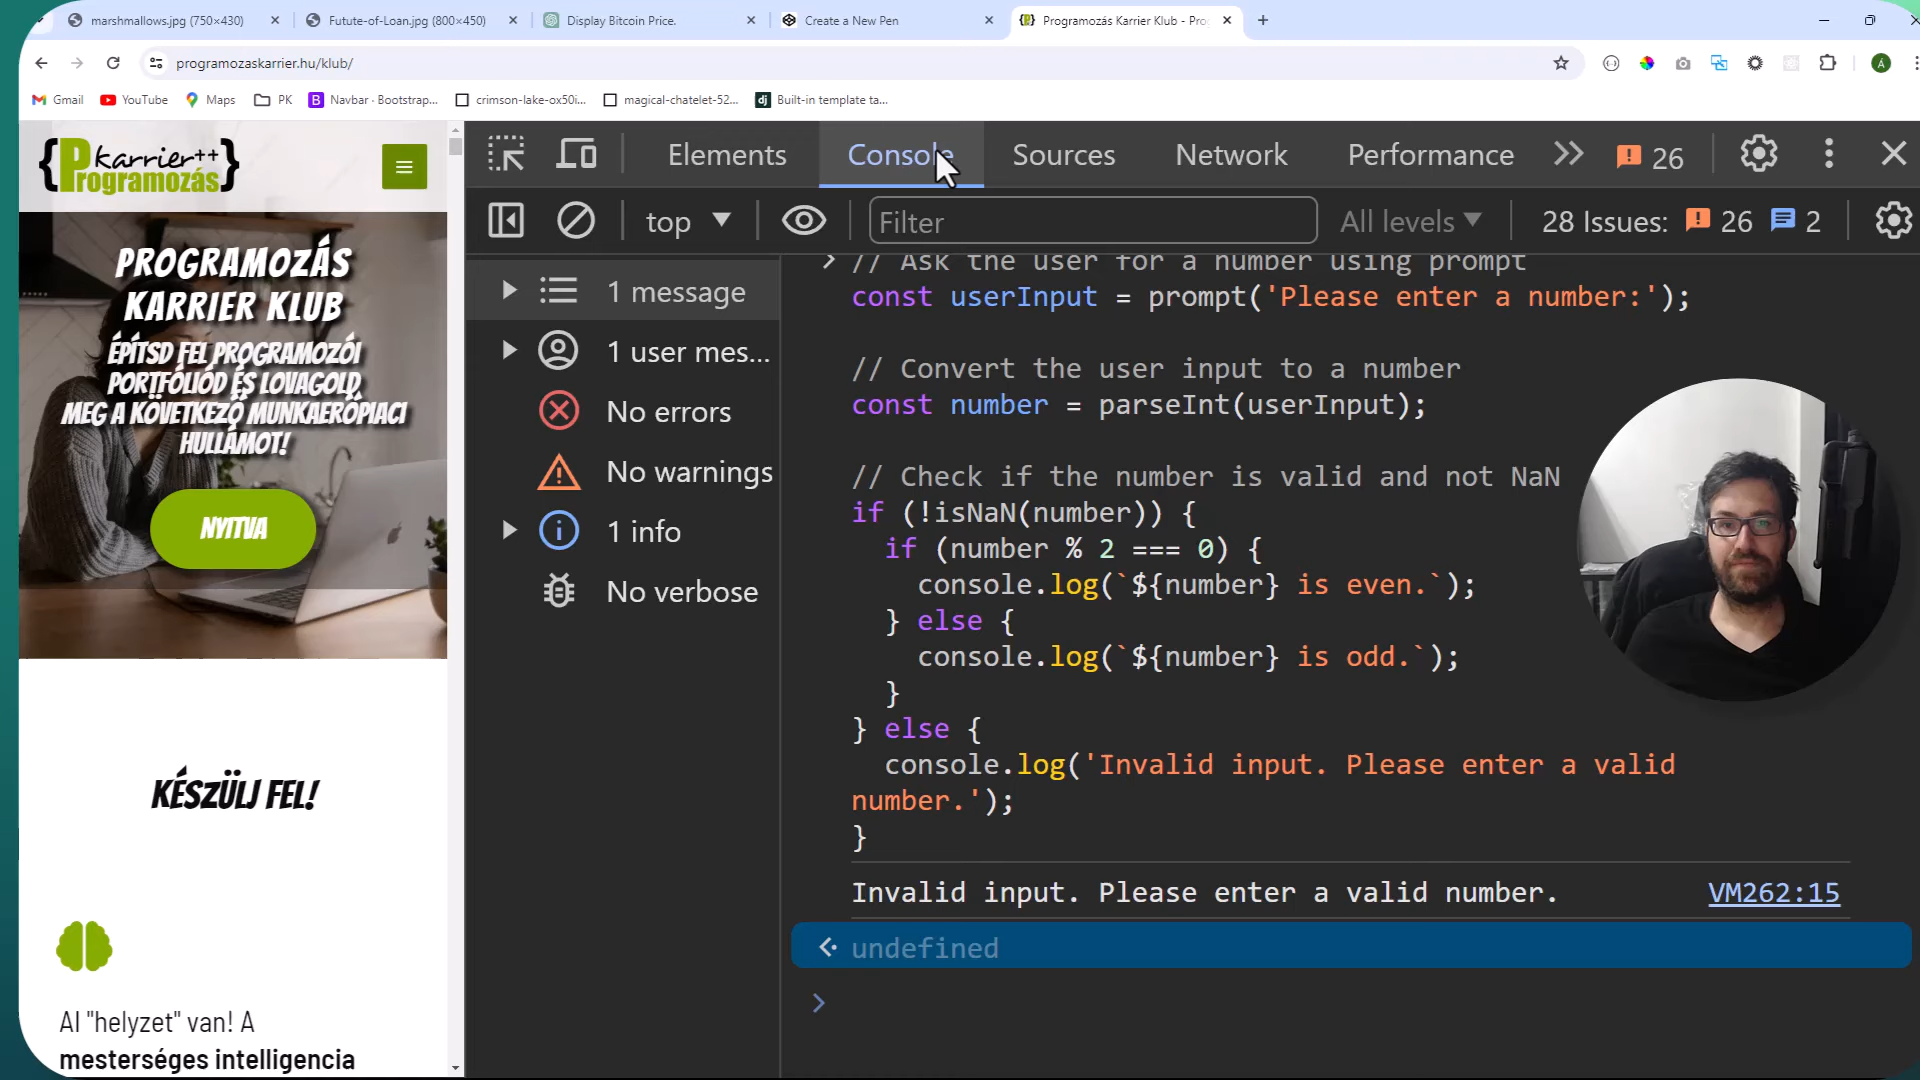 marshmallows.jpg (750×430)
Futute-of-Loan.jpg (800×450)
Display Bitcoin Price.
Create a New Pen
Programozás Karrier Klub - Pro
programozaskarrier.hu/klub/
Á
Gmail
YouTube
Maps
PK
Navbar · Bootstrap...
crimson-lake-ox50i...
magical-chatelet-52...
Built-in template ta...
karrier++
{Programozás}
Elements
Console
Sources
Network
Performance
26
top
Filter
All levels
28 Issues:
26
2
PROGRAMOZÁS
KARRIER KLUB
ÉPÍTSD FEL PROGRAMOZÓI
PORTFÓLIÓD ÉS LOVAGOLD
MEG A KÖVETKEZŐ MUNKAERŐPIACI
HULLÁMOT!
NYITVA
KÉSZÜLJ FEL!
AI "helyzet" van! A
mesterséges intelligencia
1 message
1 user mes...
No errors
No warnings
1 info
No verbose
// Ask the user for a number using prompt
const userInput = prompt('Please enter a number:');
// Convert the user input to a number
const number = parseInt(userInput);
// Check if the number is valid and not NaN
if (!isNaN(number)) {
if (number % 2 === 0) {
console.log(`${number} is even.`);
} else {
console.log(`${number} is odd.`);
}
} else {
console.log('Invalid input. Please enter a valid
number.');
}
Invalid input. Please enter a valid number.
VM262:15
undefined